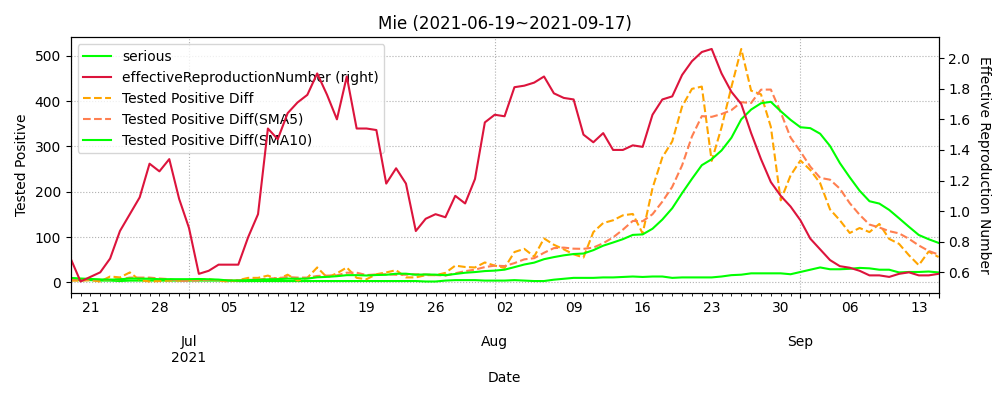 Mie (2021-06-19~2021-09-17)
serious
effectiveReproductionNumber (right)
Tested Positive Diff
Tested Positive Diff(SMA5)
Tested Positive Diff(SMA10)
Tested Positive
500
400
300
200
100
0
Effective Reproduction Number
2.0
1.8
1.6
1.4
1.2
1.0
0.8
0.6
21 28 05 12 19 26 02 09 16 23 30 06 13
Jul Aug Sep
2021
Date